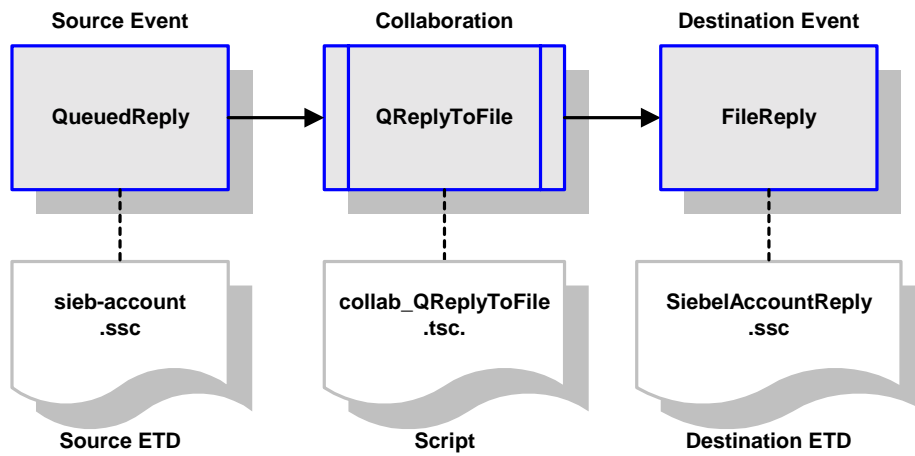 Source Event
Collaboration
Destination Event
QueuedReply
QReplyToFile
FileReply
sieb-account
.ssc
collab_QReplyToFile
.tsc.
SiebelAccountReply
.ssc
Source ETD
Script
Destination ETD